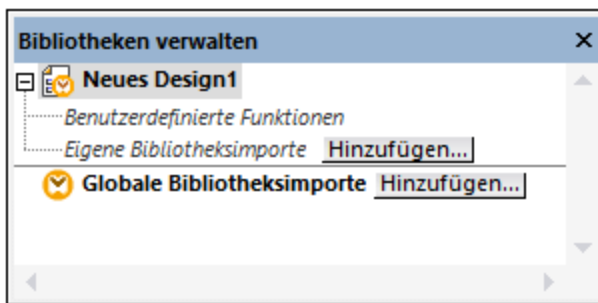 Bibliotheken verwalten
Neues Design1
Benutzerdefinierte Funktionen
Eigene Bibliotheksimporte Hinzufügen...
Globale Bibliotheksimporte Hinzufügen...